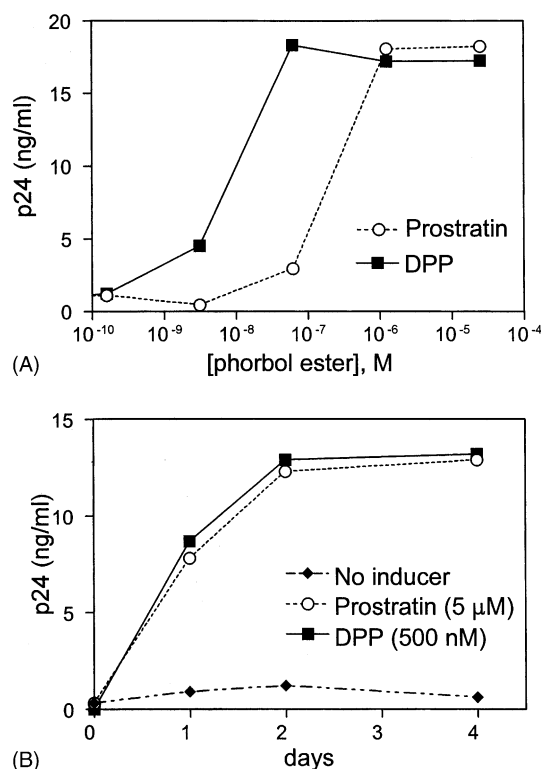 20
15
10
5
0
p24 (ng/ml)
Prostratin
DPP
10⁻¹⁰ 10⁻⁹ 10⁻⁸ 10⁻⁷ 10⁻⁶ 10⁻⁵ 10⁻⁴
[phorbol ester], M
(A)
15
10
5
0
p24 (ng/ml)
No inducer
Prostratin (5 μM)
DPP (500 nM)
0 1 2 3 4
days
(B)